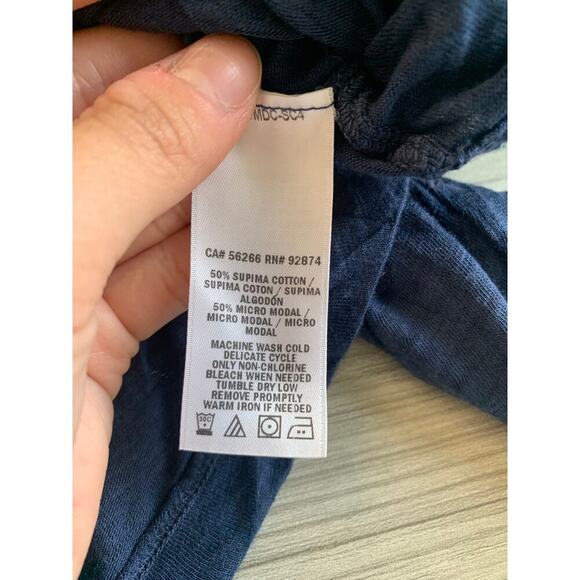 MDC-SC4
CA# 56266 RN# 92874
50% SUPIMA COTTON /
SUPIMA COTON / SUPIMA
ALGODÓN
50% MICRO MODAL /
MICRO MODAL / MICRO
MODAL
MACHINE WASH COLD
DELICATE CYCLE
ONLY NON-CHLORINE
BLEACH WHEN NEEDED
TUMBLE DRY LOW
REMOVE PROMPTLY
WARM IRON IF NEEDED
30C